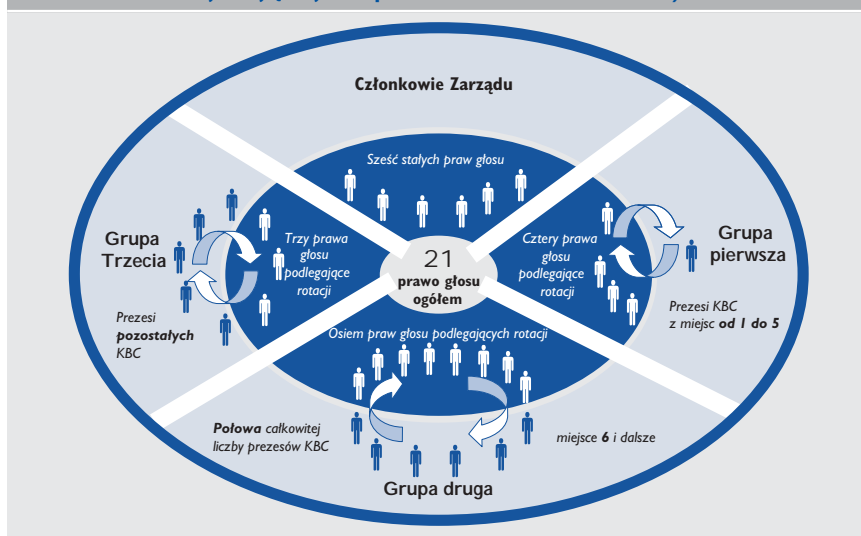 Członkowie Zarządu
Sześć stałych praw głosu
Grupa
Trzecia
Trzy prawa
głosu
podlegające
rotacji
21
prawo głosu
ogółem
Cztery prawa
głosu
podlegające
rotacji
Grupa
pierwsza
Prezesi
pozostałych
KBC
Prezesi KBC
z miejsc od 1 do 5
Osiem praw głosu podlegających rotacji
Połowa całkowitej
liczby prezesów KBC
miejsce 6 i dalsze
Grupa druga